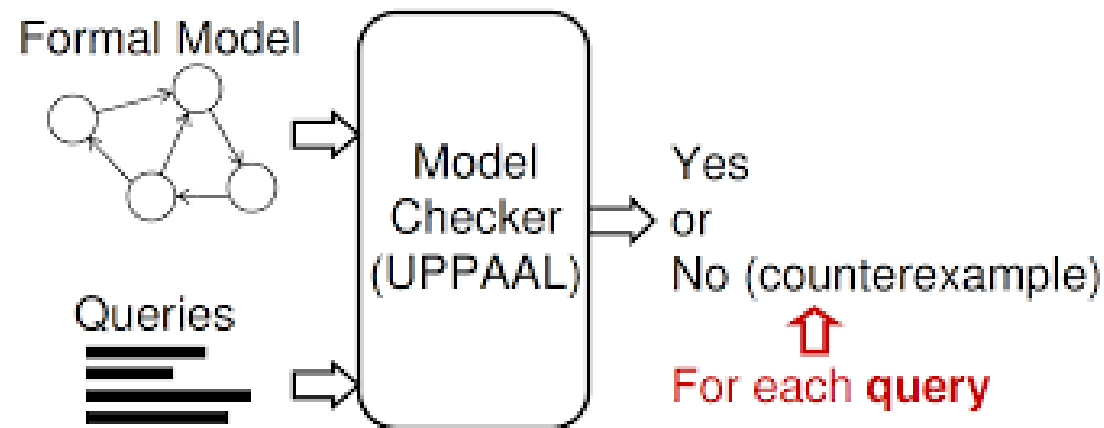 Formal Model
Queries
Model
Checker
(UPPAAL)
Yes
or
No (counterexample)
For each query